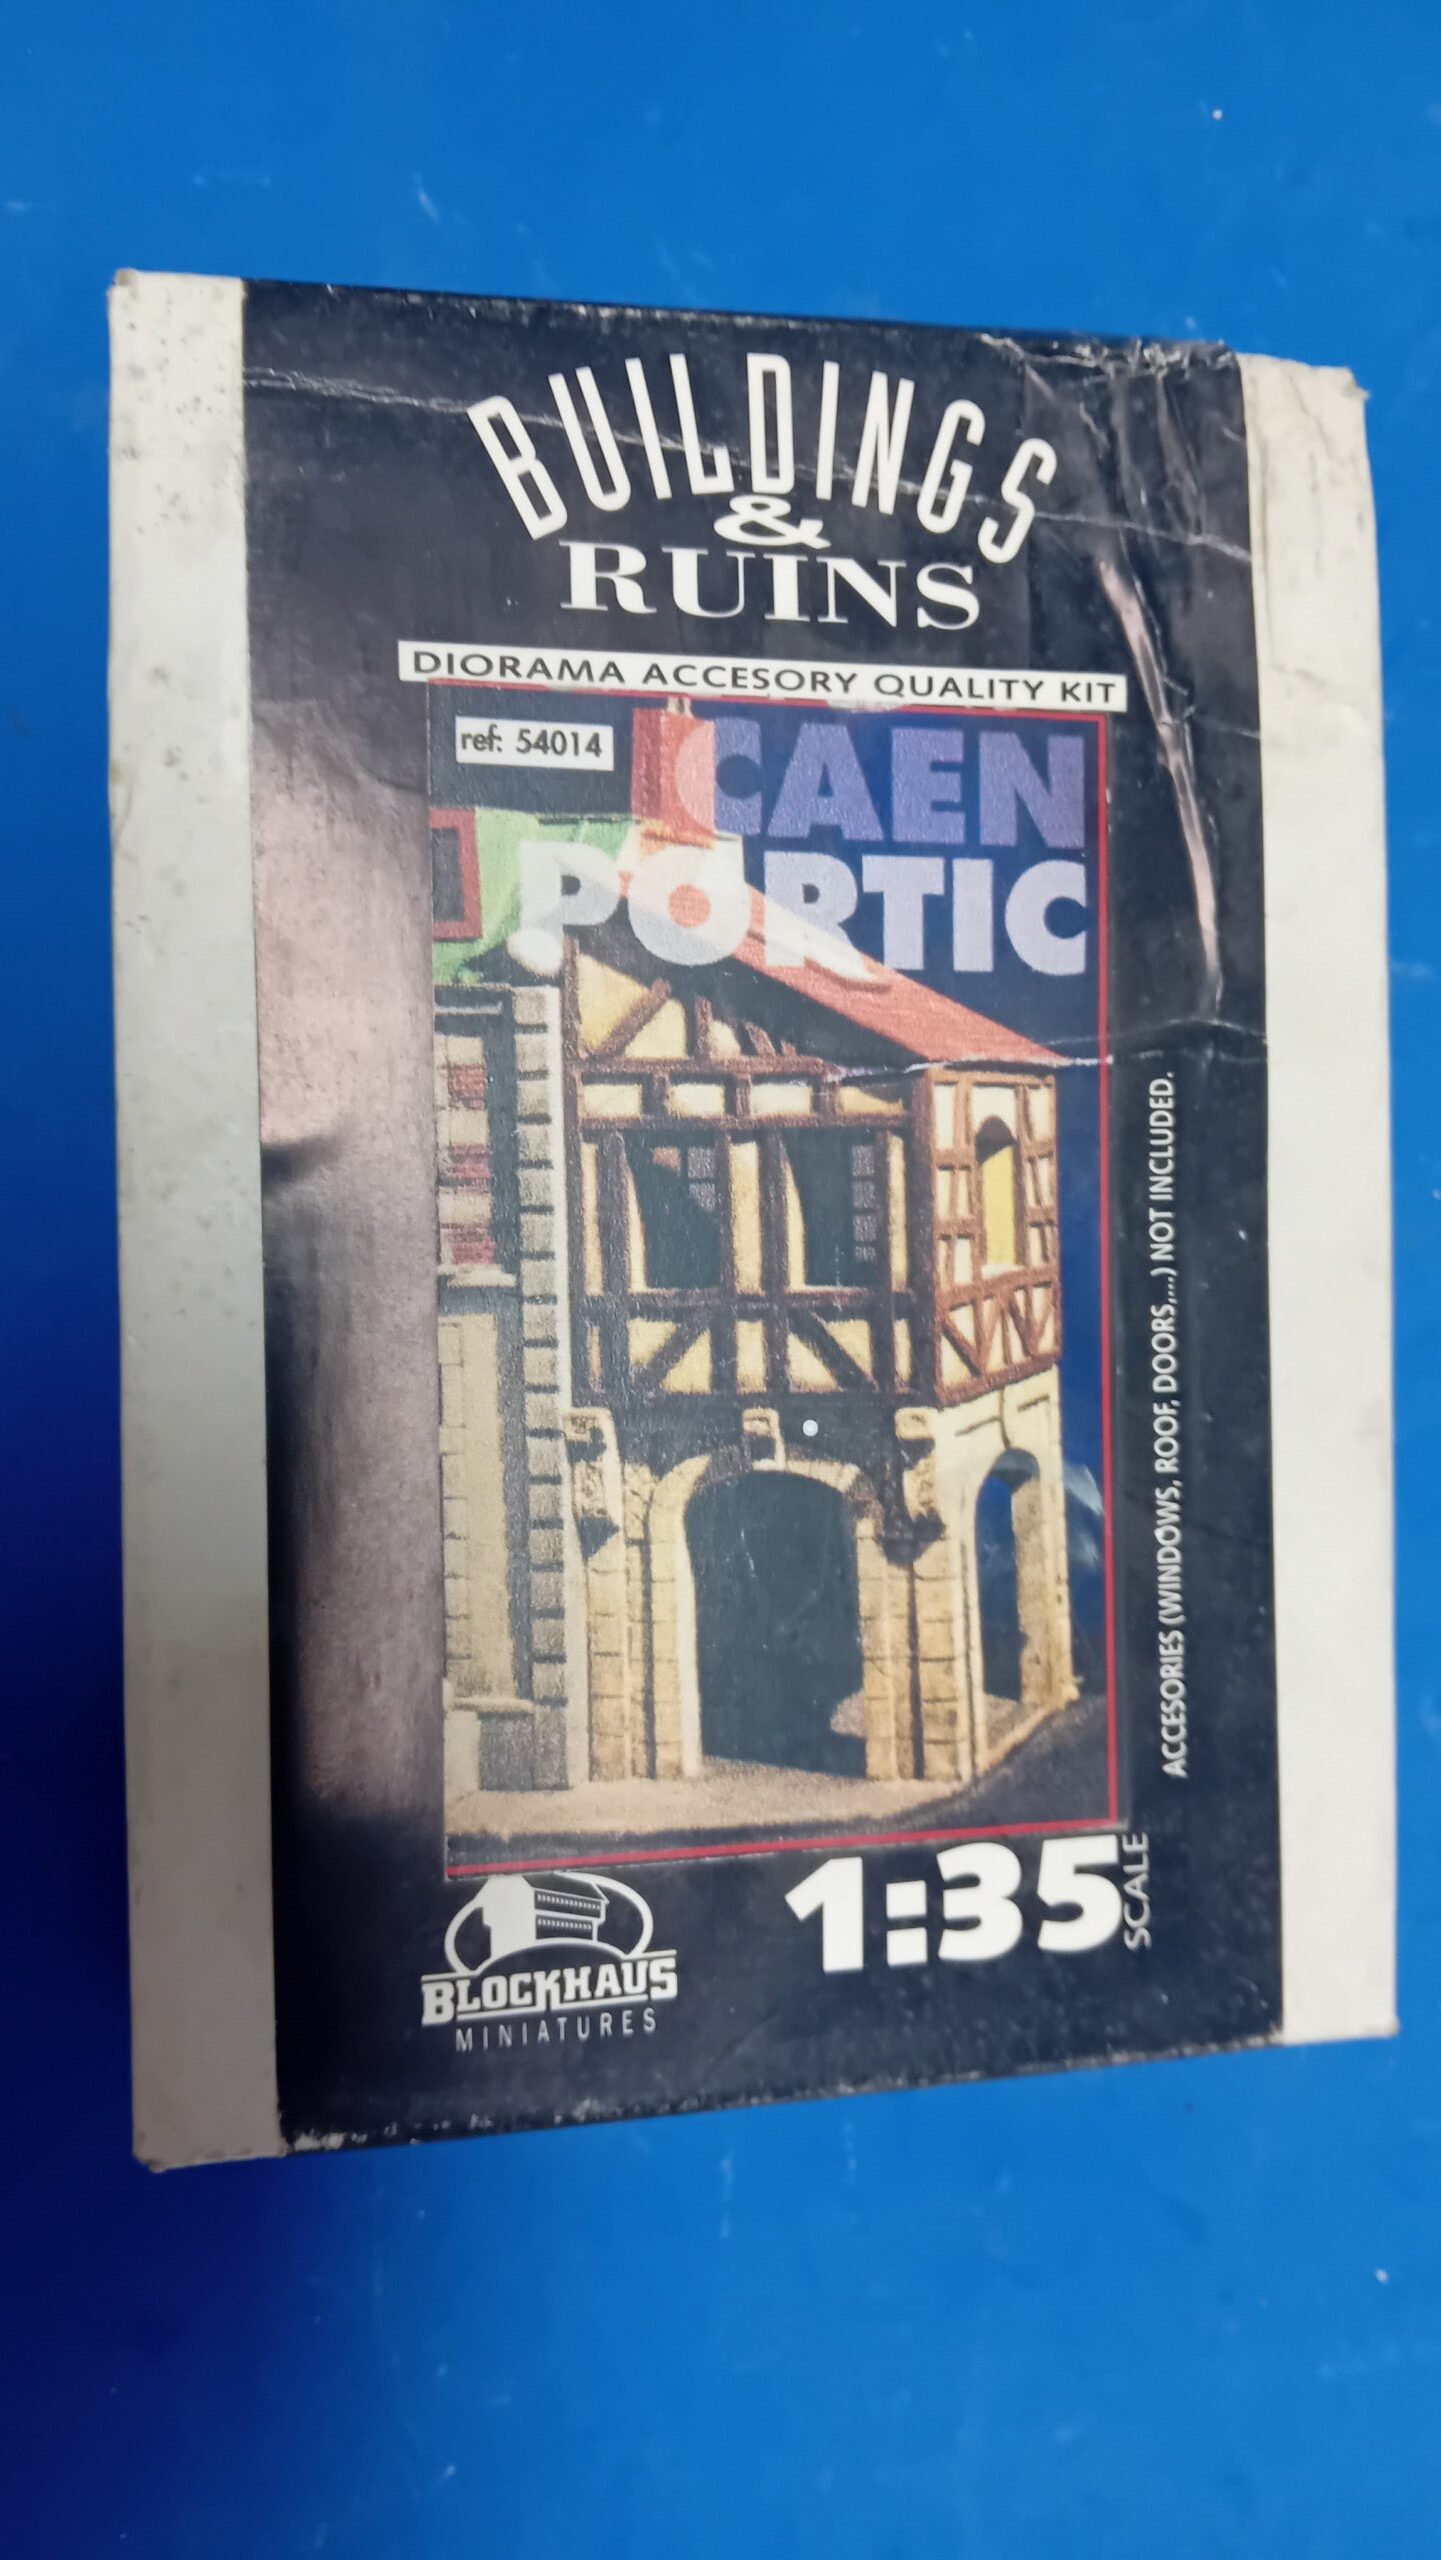 BUILDINGS
&
RUINS
DIORAMA ACCESORY QUALITY KIT
ref: 54014
CAEN
PORTIC
ACCESORIES (WINDOWS, ROOF, DOORS,...) NOT INCLUDED.
1:35
SCALE
BLOCKHAUS
MINIATURES